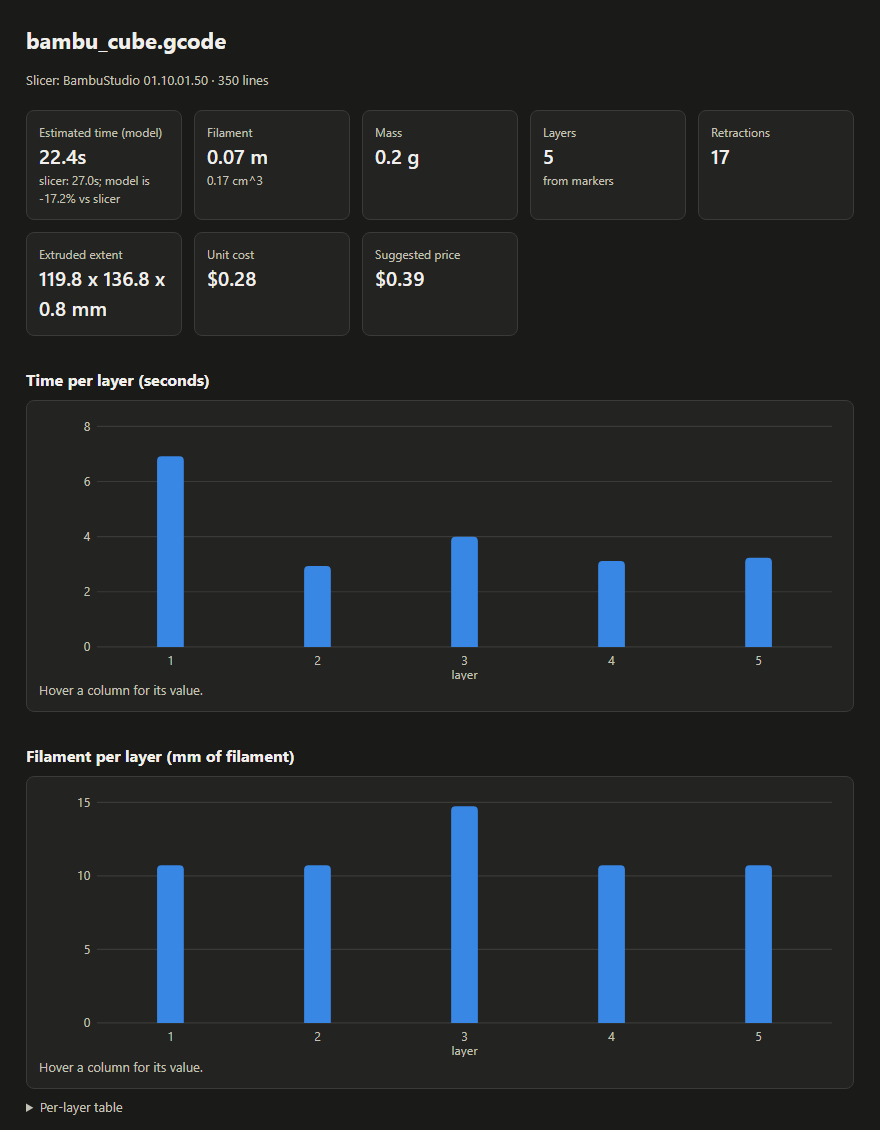 bambu_cube.gcode
Slicer: BambuStudio 01.10.01.50 · 350 lines
Estimated time (model)
22.4s
slicer: 27.0s; model is
-17.2% vs slicer
Filament
0.07 m
0.17 cm^3
Mass
0.2 g
Layers
5
from markers
Retractions
17
Extruded extent
119.8 x 136.8 x
0.8 mm
Unit cost
$0.28
Suggested price
$0.39
Time per layer (seconds)
8
6
4
2
0
1 2 3 4 5
layer
Hover a column for its value.
Filament per layer (mm of filament)
15
10
5
0
1 2 3 4 5
layer
Hover a column for its value.
▶ Per-layer table